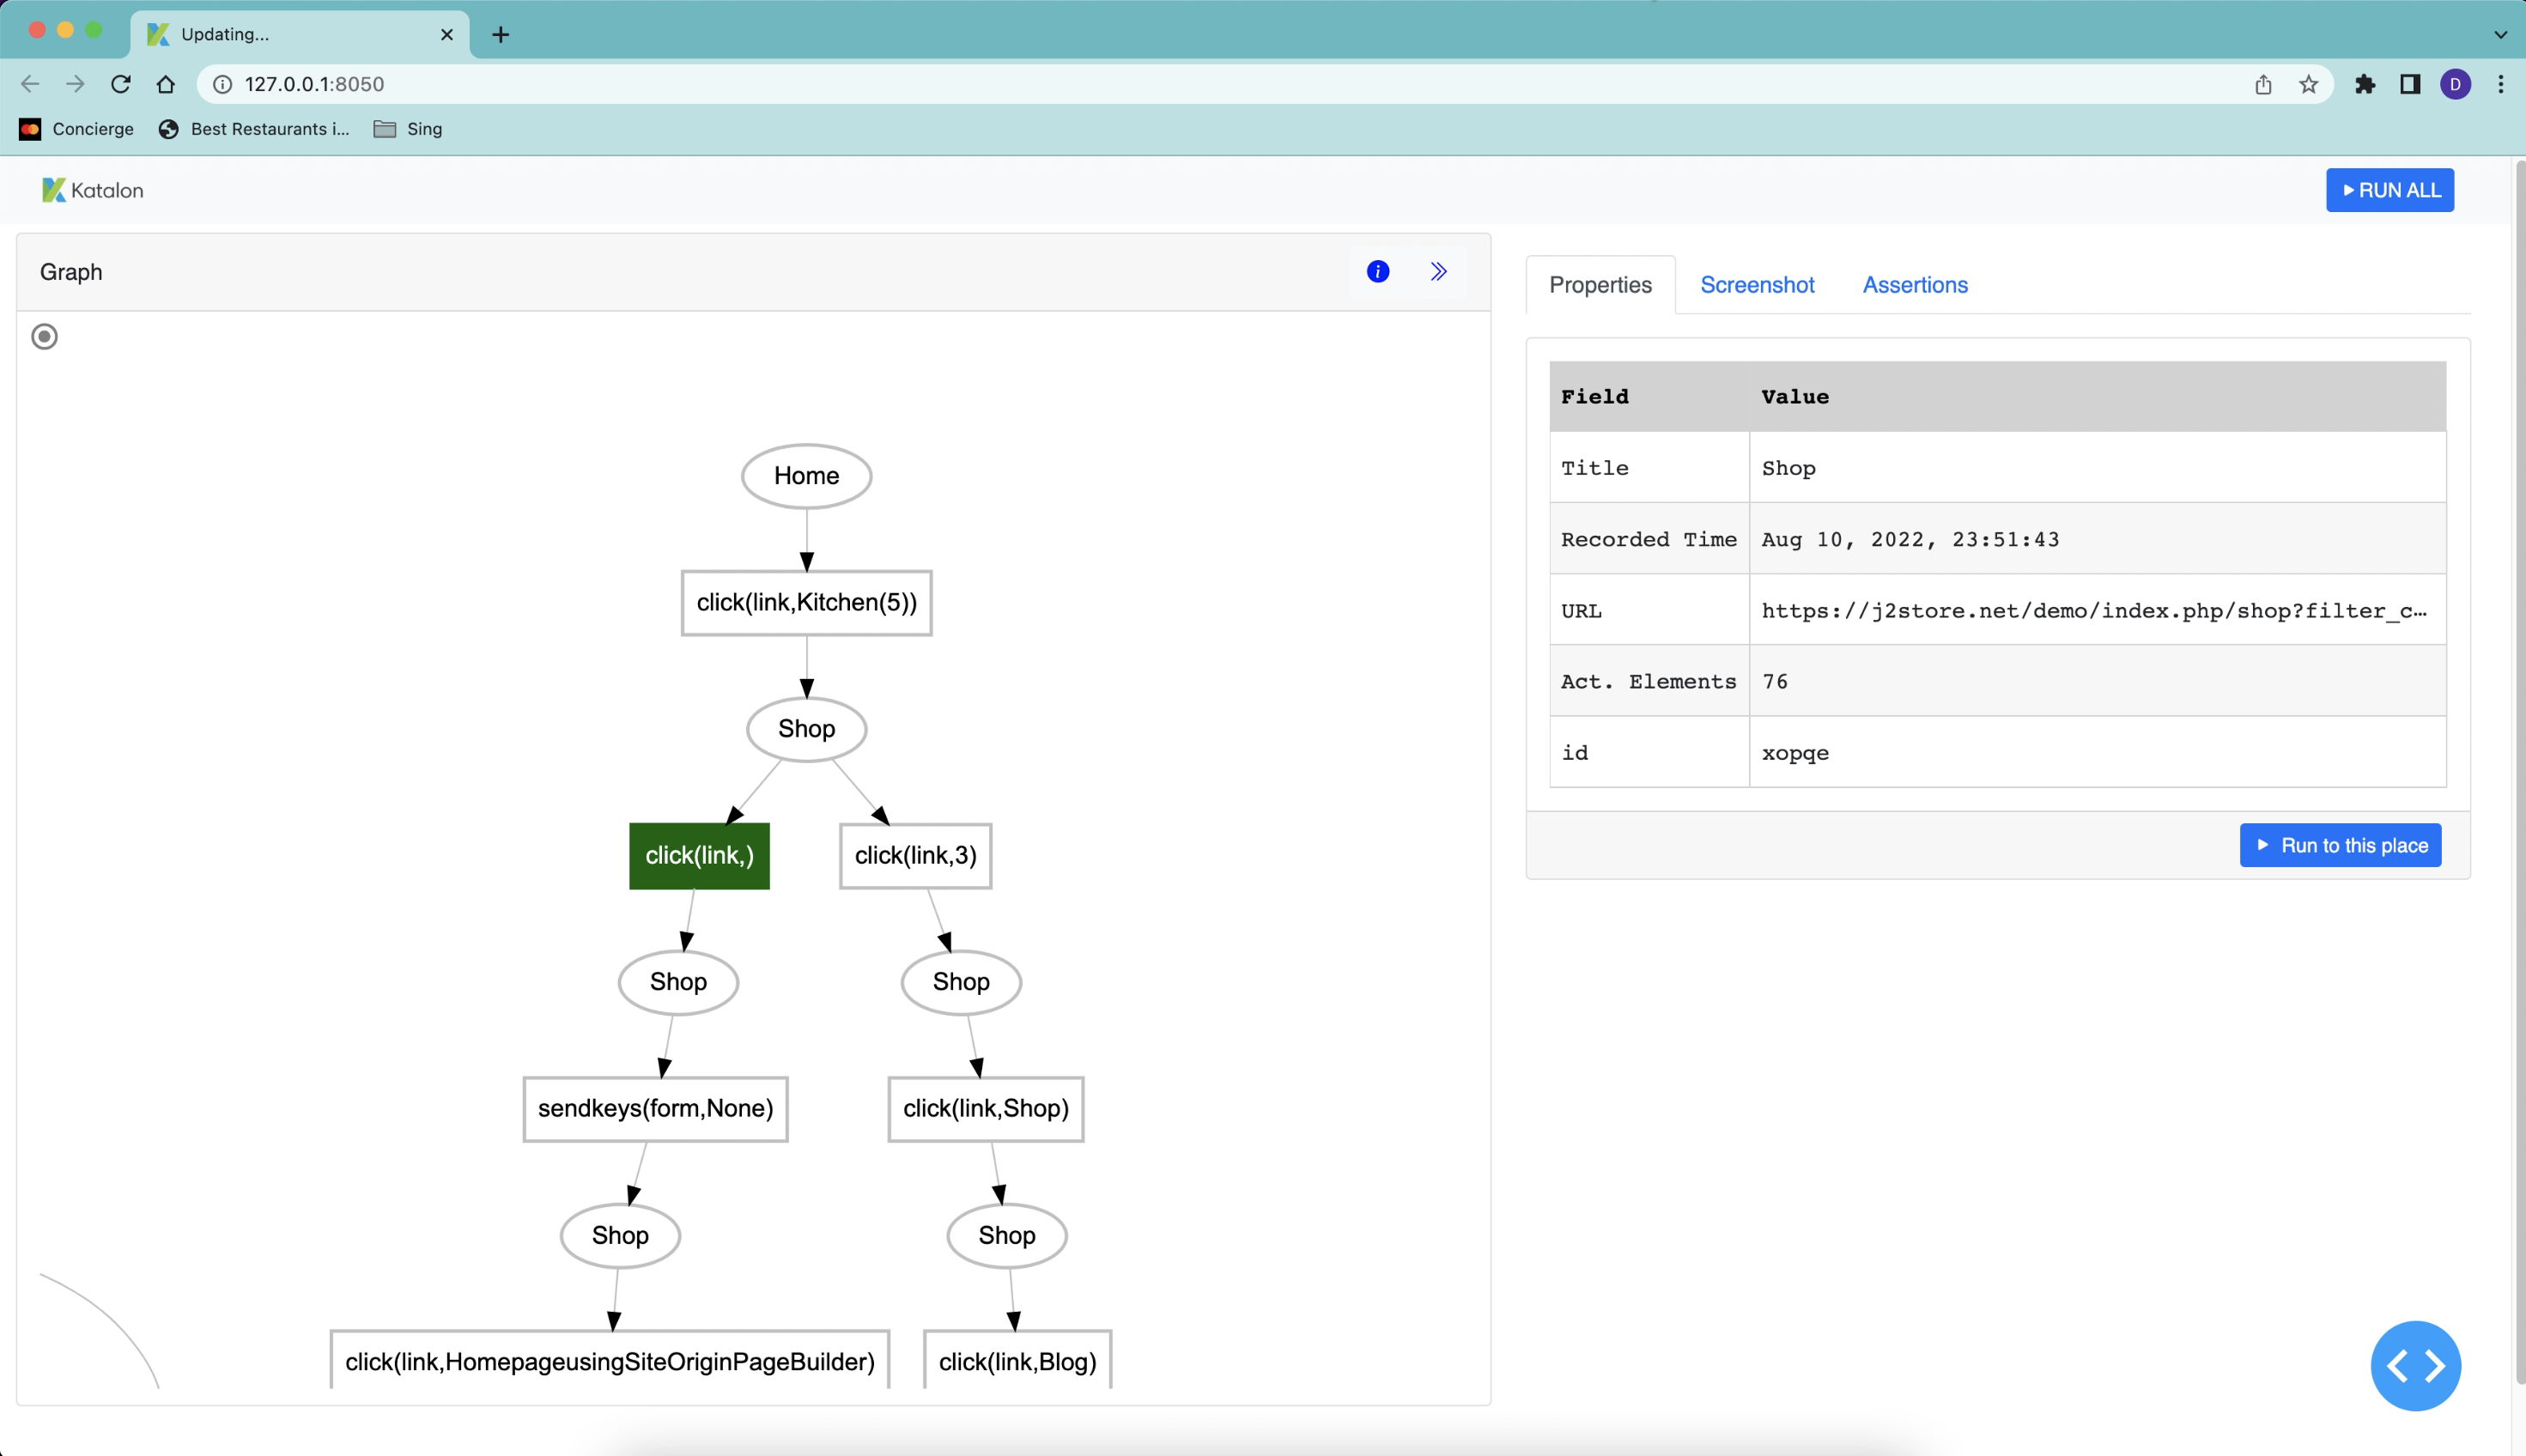 Updating...
127.0.0.1:8050
D
Concierge
Best Restaurants i...
Sing
Katalon
RUN ALL
Graph
Properties
Screenshot
Assertions
Field Value
Title Shop
Recorded Time Aug 10, 2022, 23:51:43
URL https://j2store.net/demo/index.php/shop?filter_c…
Act. Elements 76
id xopqe
Run to this place
Home
click(link,Kitchen(5))
Shop
click(link,)
click(link,3)
Shop
Shop
sendkeys(form,None)
click(link,Shop)
Shop
Shop
click(link,HomepageusingSiteOriginPageBuilder)
click(link,Blog)